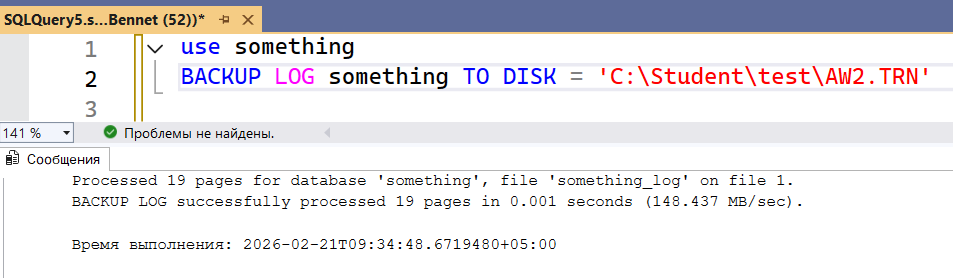 SQLQuery5.s...Bennet (52))*
1 use something
2 BACKUP LOG something TO DISK = 'C:\Student\test\AW2.TRN'
3
141 % Проблемы не найдены.
Сообщения
Processed 19 pages for database 'something', file 'something_log' on file 1.
BACKUP LOG successfully processed 19 pages in 0.001 seconds (148.437 MB/sec).
Время выполнения: 2026-02-21T09:34:48.6719480+05:00